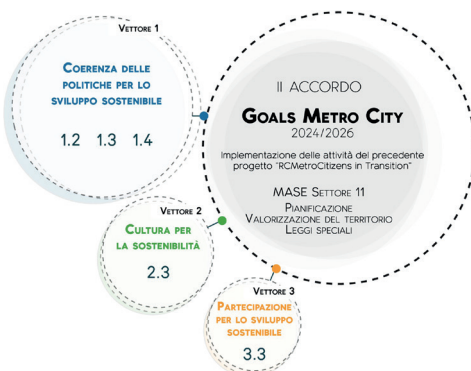 VETTORE 1
COERENZA DELLE
POLITICHE PER LO
SVILUPPO SOSTENIBILE
1.2 1.3 1.4
II ACCORDO
GOALS METRO CITY
2024/2026
Implementazione delle attività del precedente
progetto "RCMetroCitizens in Transition"
MASE SETTORE 11
PIANIFICAZIONE
VALORIZZAZIONE DEL TERRITORIO
LEGGI SPECIALI
VETTORE 2
CULTURA PER
LA SOSTENIBILITÀ
2.3
VETTORE 3
PARTECIPAZIONE
PER LO SVILUPPO
SOSTENIBILE
3.3